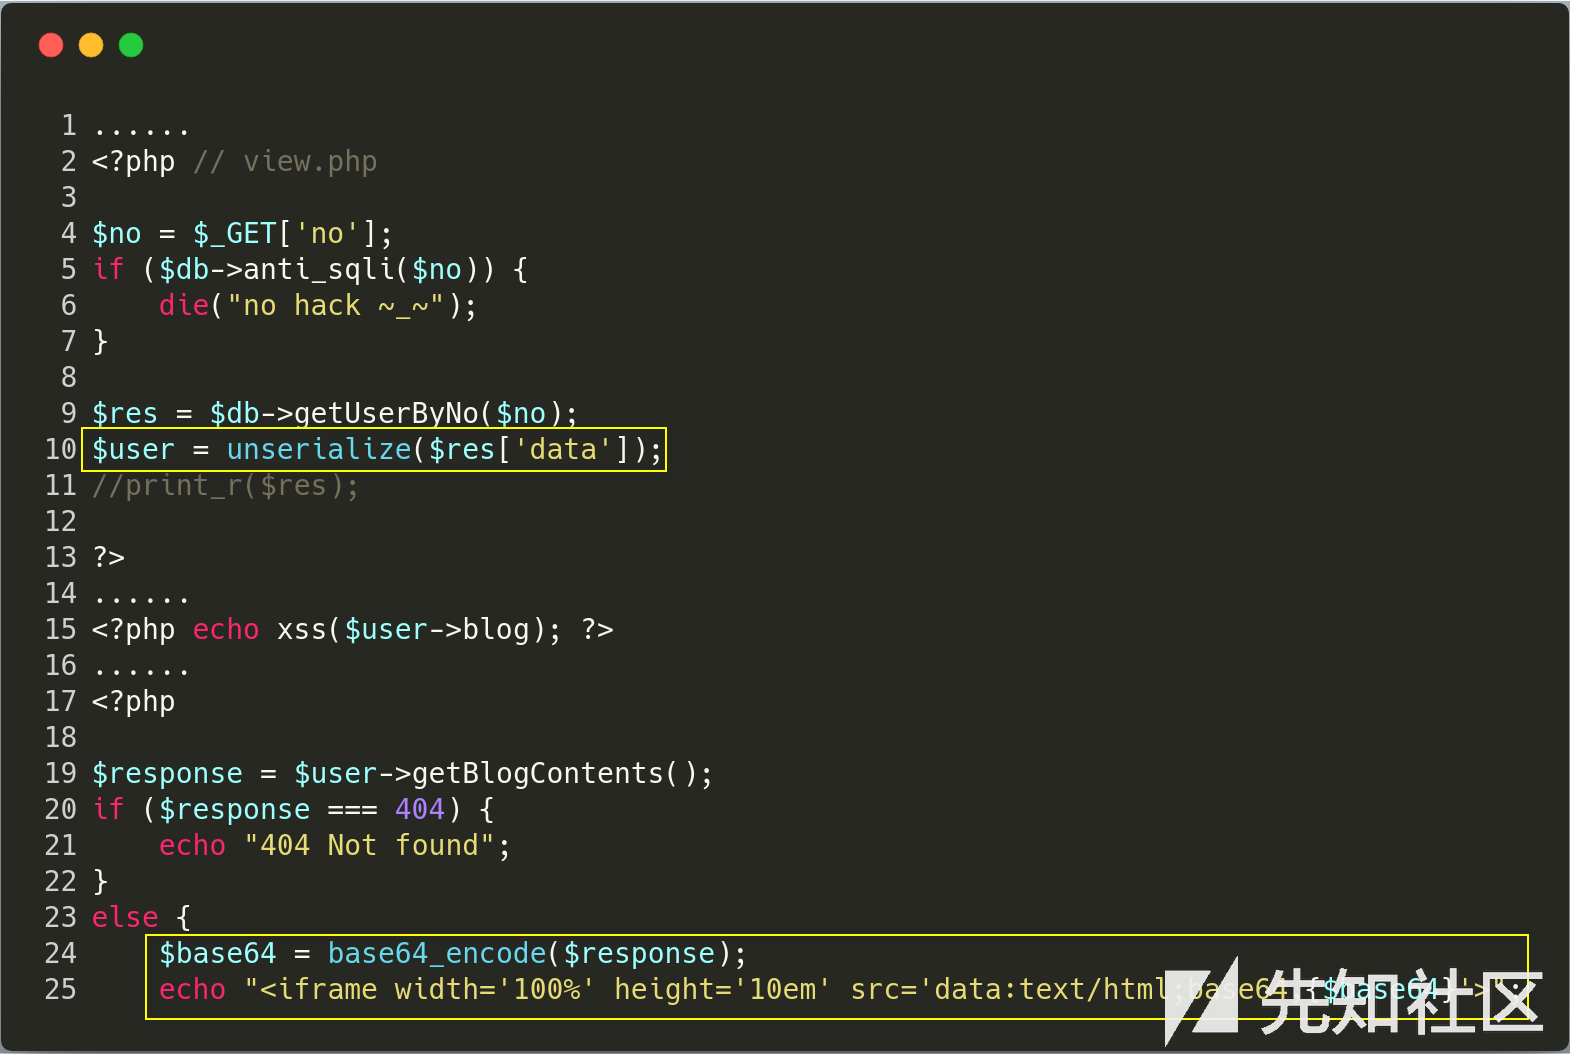 1 ......
2 <?php // view.php
3
4 $no = $_GET['no'];
5 if ($db->anti_sqli($no)) {
6     die("no hack ~_~");
7 }
8
9 $res = $db->getUserByNo($no);
10 $user = unserialize($res['data']);
11 //print_r($res);
12
13 ?>
14 ......
15 <?php echo xss($user->blog); ?>
16 ......
17 <?php
18
19 $response = $user->getBlogContents();
20 if ($response === 404) {
21     echo "404 Not found";
22 }
23 else {
24     $base64 = base64_encode($response);
25     echo "<iframe width='100%' height='10em' src='data:text/html;base64,{$base64}'>";
先知社区